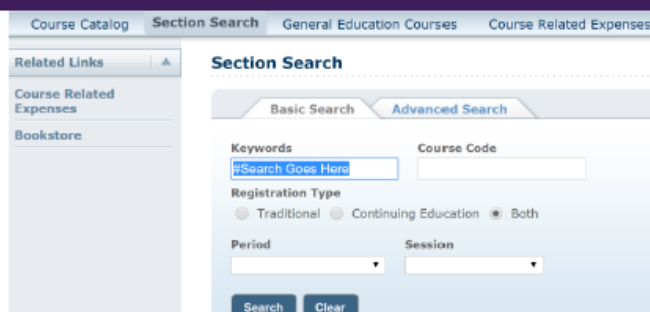 Course Catalog Section Search General Education Courses Course Related Expenses
Related Links
Course Related
Expenses
Bookstore
Section Search
Basic Search Advanced Search
Keywords Course Code
#Search Goes Here
Registration Type
Traditional Continuing Education Both
Period Session
Search Clear